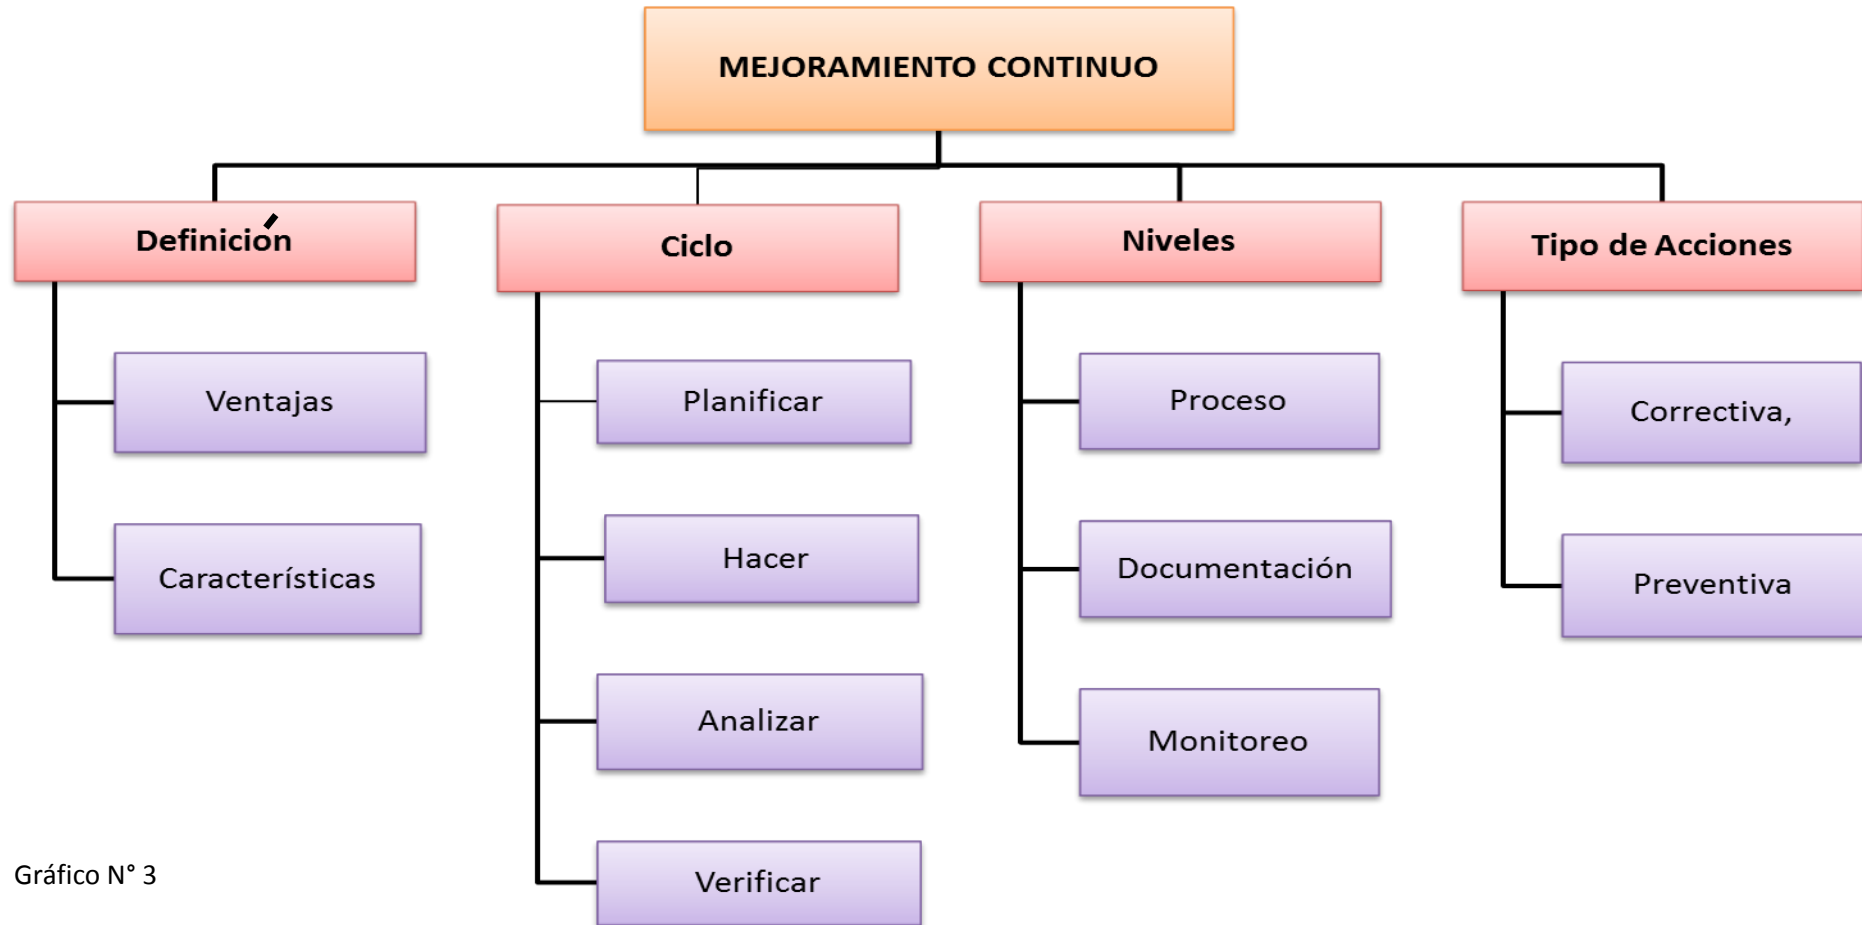 MEJORAMIENTO CONTINUO
Definición
Ventajas
Característísticas
Ciclo
Planificar
Hacer
Analizar
Verificar
Niveles
Proceso
Documentación
Monitoreo
Tipo de Acciones
Correctiva,
Preventiva
Gráfico N° 3